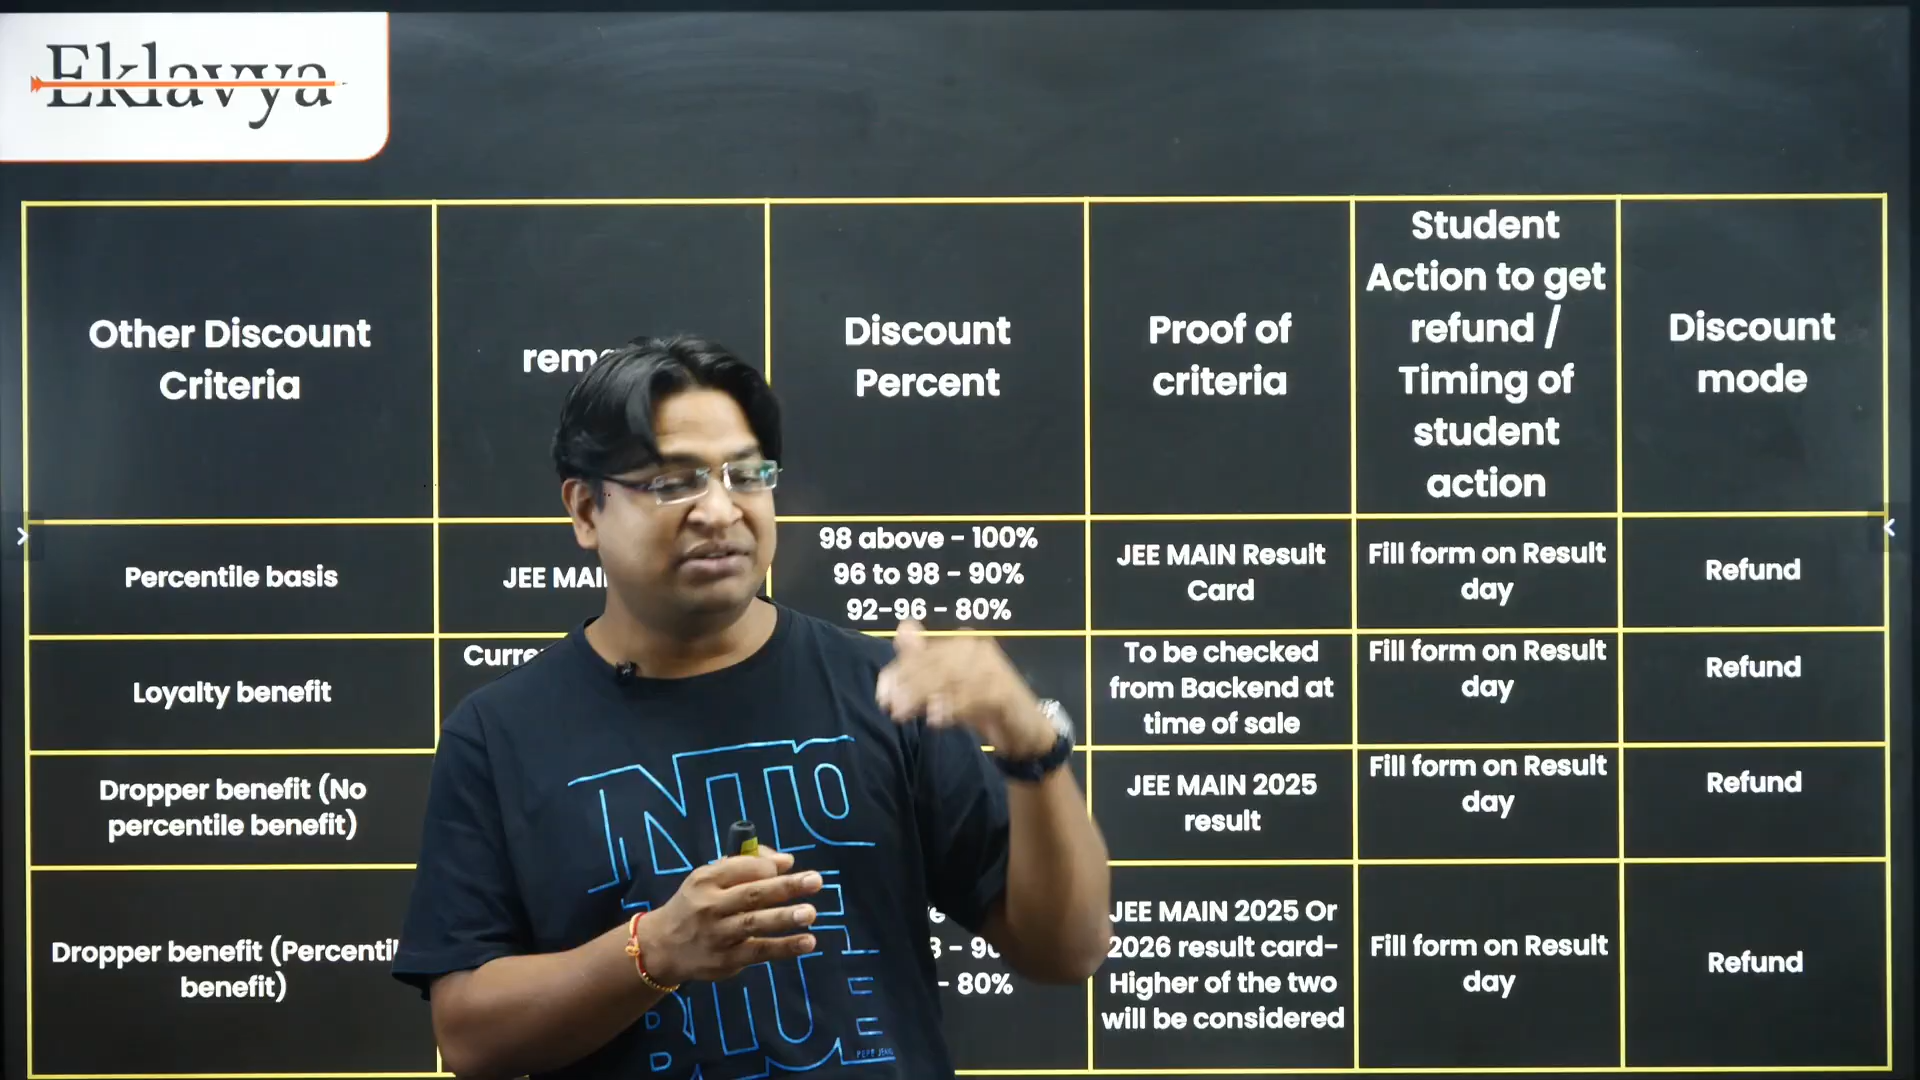 Eklavya
Other Discount
Criteria
Discount
Percent
Proof of
criteria
Student
Action to get
refund /
Timing of
student
action
Discount
mode
Percentile basis
JEE
98 above - 100%
96 to 98 - 90%
92-96 - 80%
JEE MAIN Result
Card
Fill form on Result
day
Refund
Loyalty benefit
To be checked
from Backend at
time of sale
Fill form on Result
day
Refund
Dropper benefit (No
percentile benefit)
JEE MAIN 2025
result
Fill form on Result
day
Refund
Dropper benefit
benefit)
- 80%
JEE MAIN 2025 Or
2026 result card-
Higher of the two
will be considered
Fill form on Result
day
Refund
PEPE JEANS